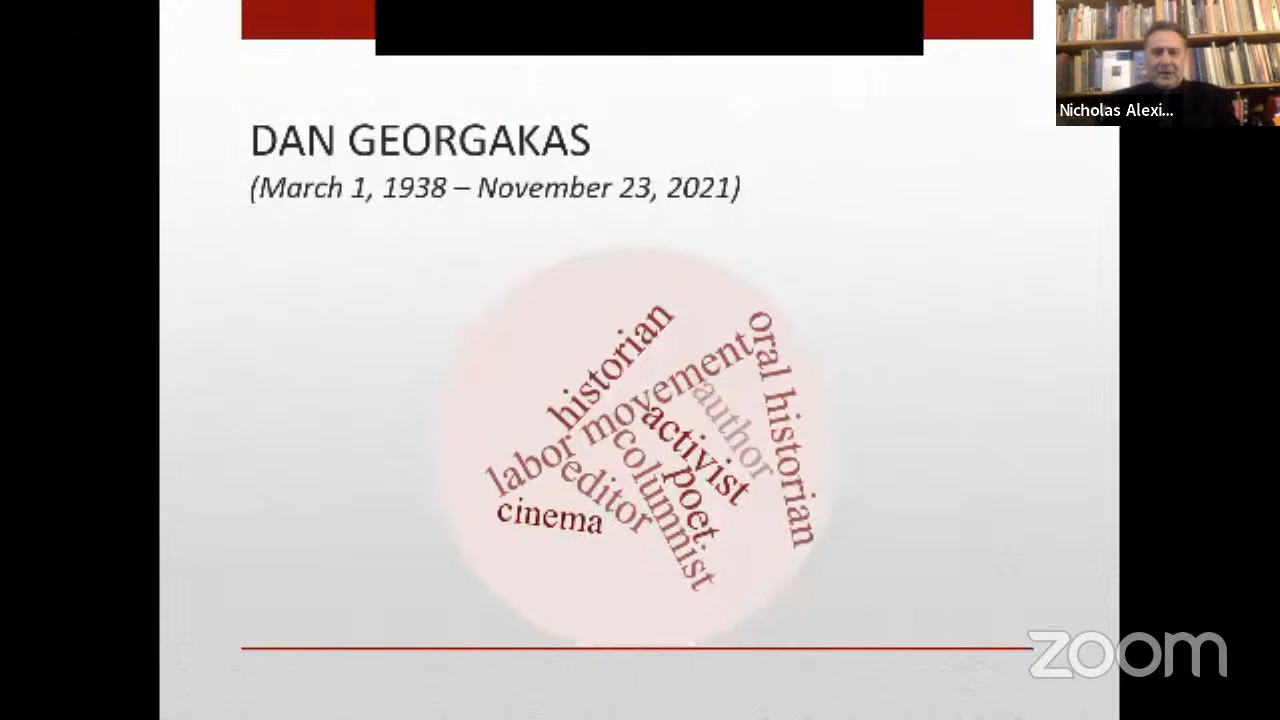 DAN GEORGAKAS
(March 1, 1938 – November 23, 2021)
historian
labor movement
oral historian
author
activist
poet
columnist
editor
cinema
Nicholas Alexi...
zoom